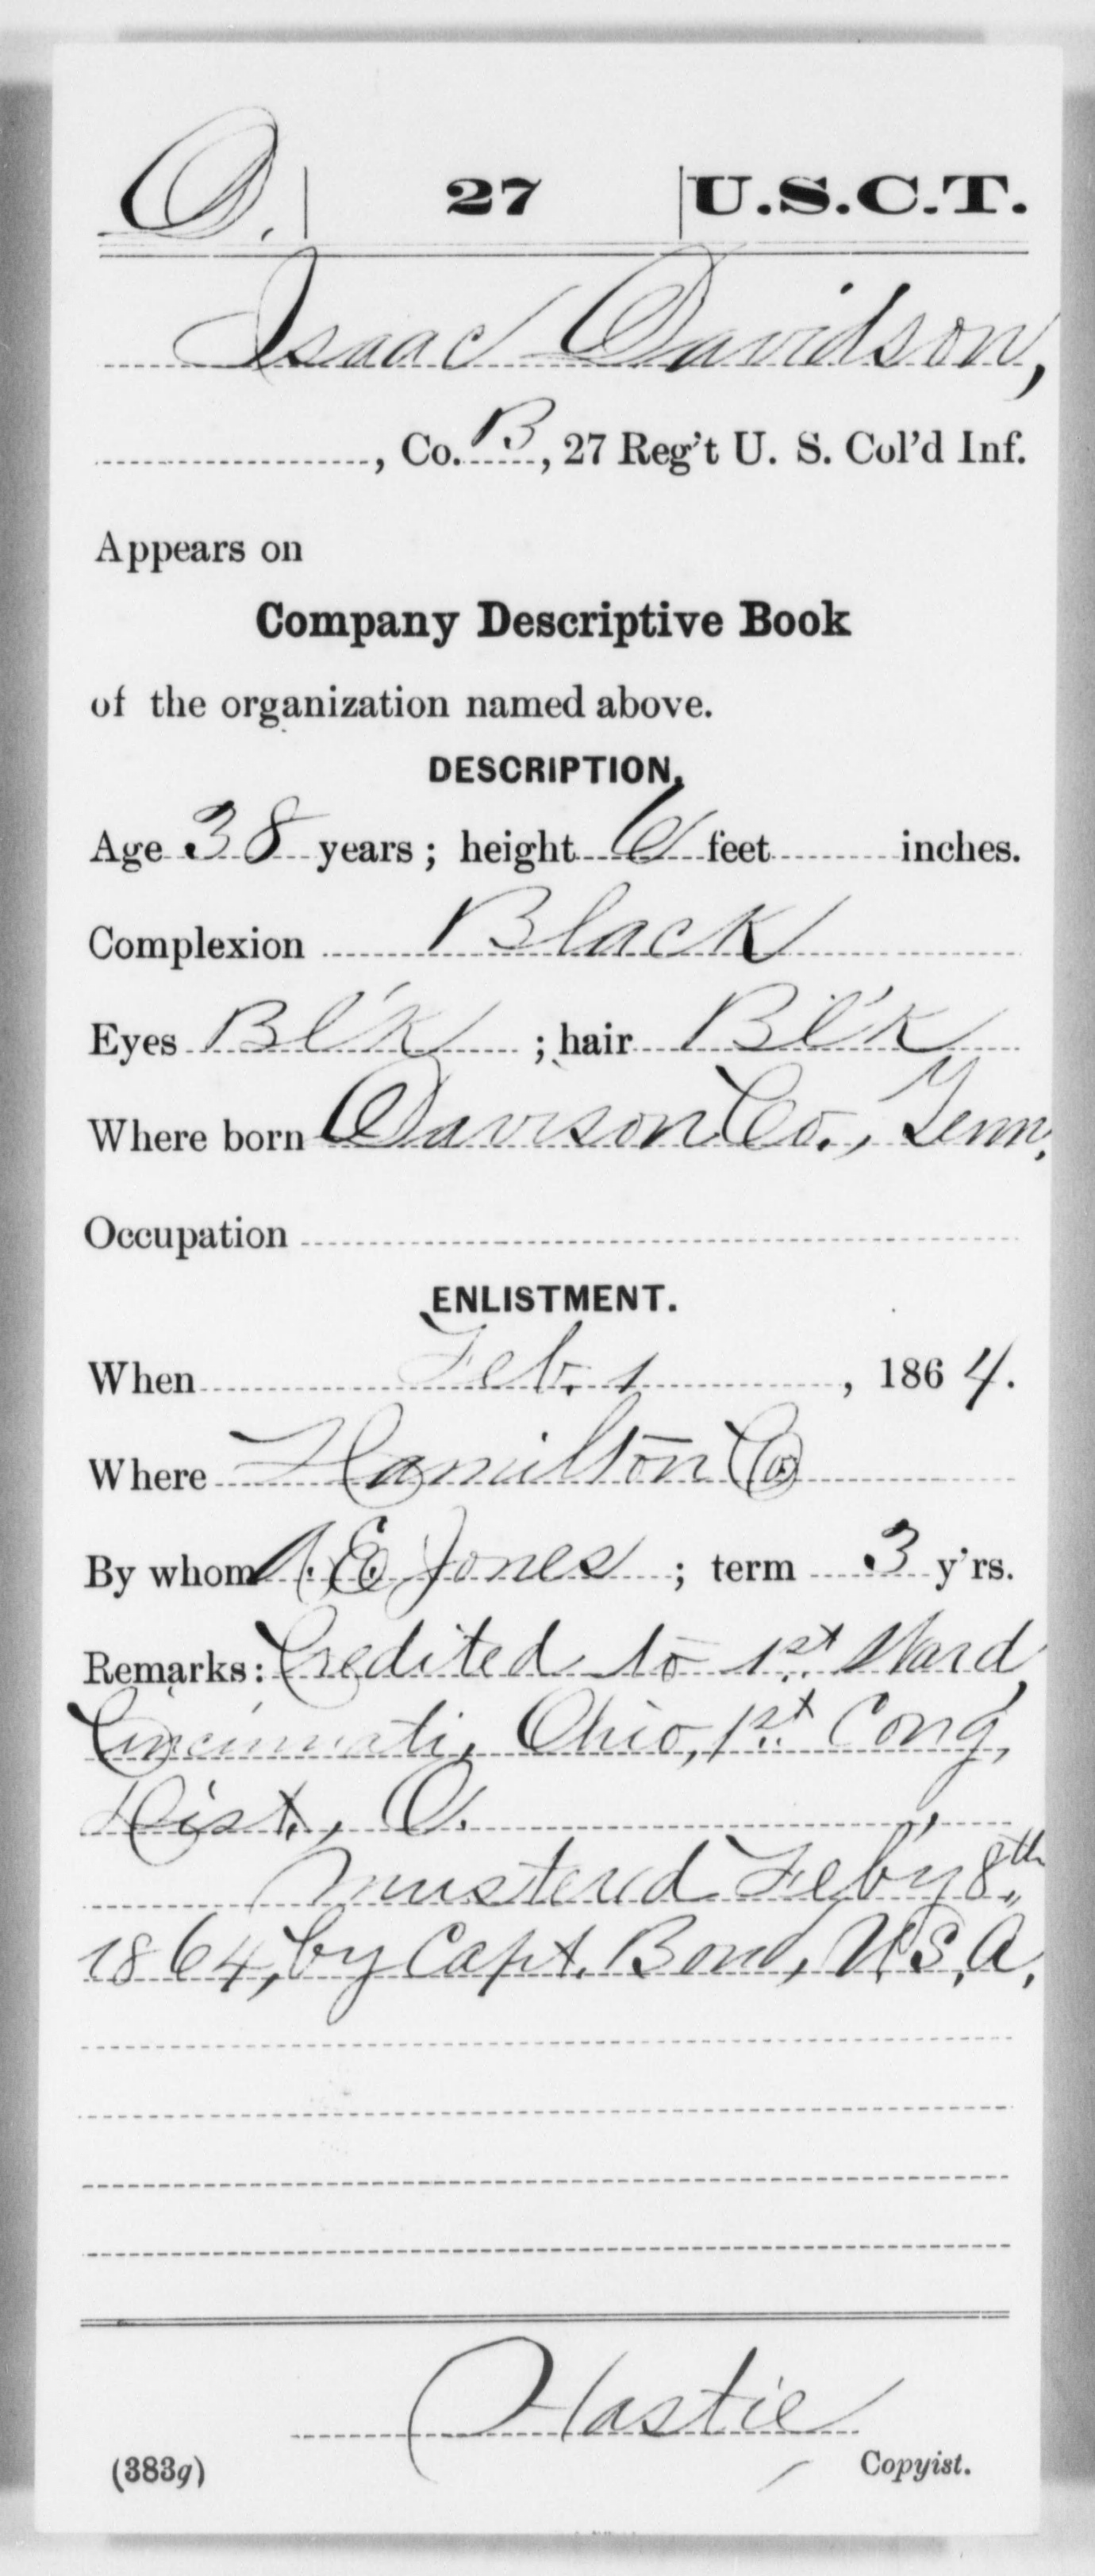 D. | 27 | U.S.C.T.
Isaac Davidson,
, Co. B, 27 Reg't U. S. Col'd Inf.
Appears on
Company Descriptive Book
of the organization named above.
DESCRIPTION.
Age 38 years; height 6 feet inches.
Complexion Black
Eyes Bl'k ; hair Bl'k
Where born Davison Co., Tenn.
Occupation
ENLISTMENT.
When Feb. 1, 1864.
Where Hamilton Co
By whom A. E. Jones ; term 3 y'rs.
Remarks: Credited to 1st Ward,
Cincinnati, Ohio, 1st Cong,
Dist., O.
Mustered Feb'y 8th
1864, by Capt. Bond, U.S.A.
Hastie
(383g) Copyist.